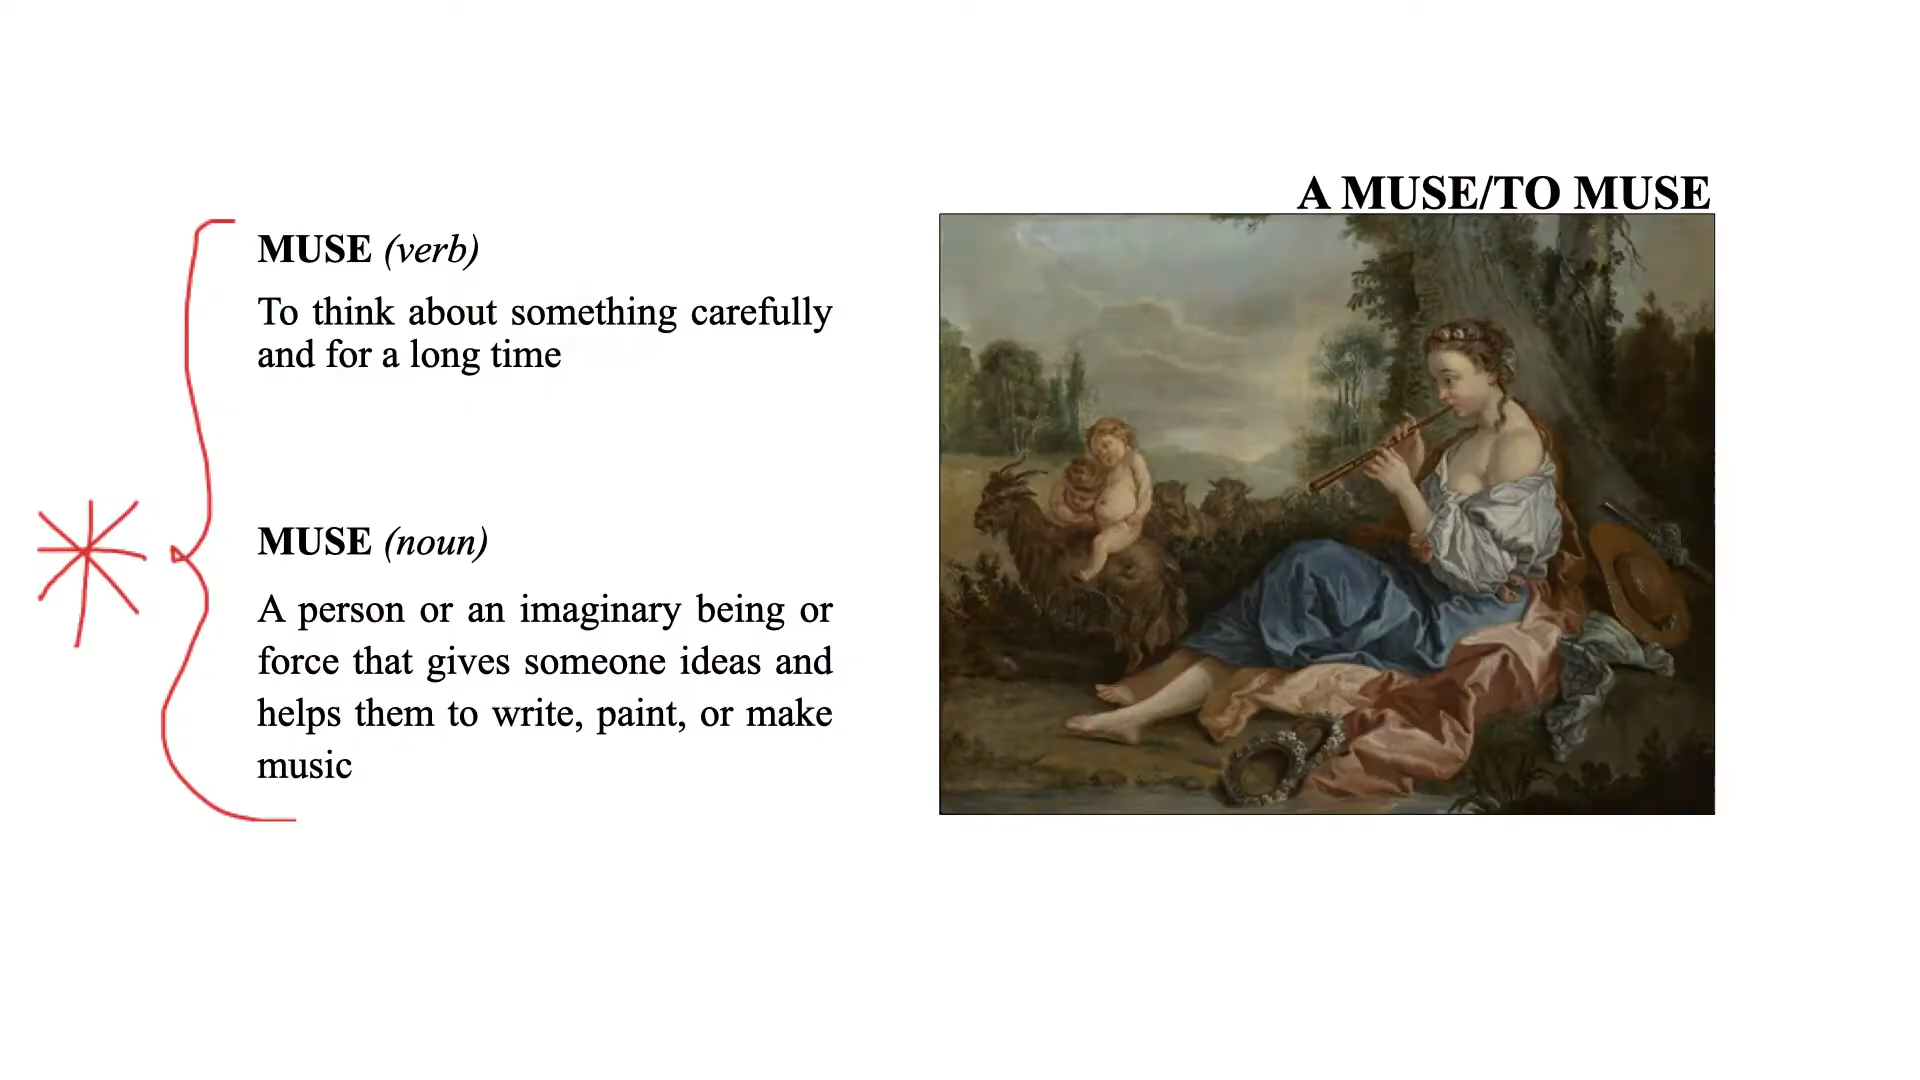 A MUSE/TO MUSE
MUSE (verb)
To think about something carefully
and for a long time
MUSE (noun)
A person or an imaginary being or
force that gives someone ideas and
helps them to write, paint, or make
music